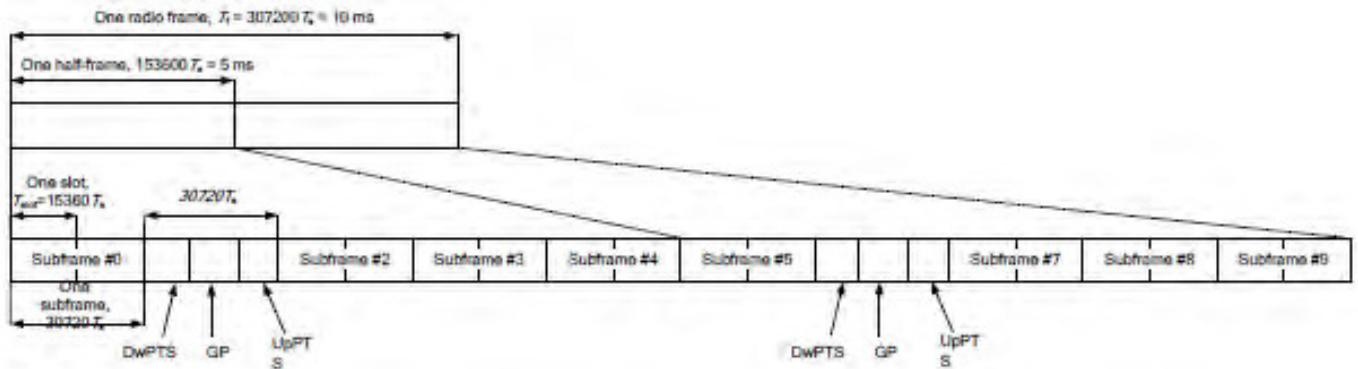 One radio frame, Tf = 307200 Ts = 10 ms
One half-frame, 153600 Ts = 5 ms
One slot,
Tslot=15360 Ts
30720Ts
Subframe #0
Subframe #2
Subframe #3
Subframe #4
Subframe #5
Subframe #7
Subframe #8
Subframe #9
One
subframe,
30720 Ts
DwPTS
GP
UpPT
S
DwPTS
GP
UpPT
S